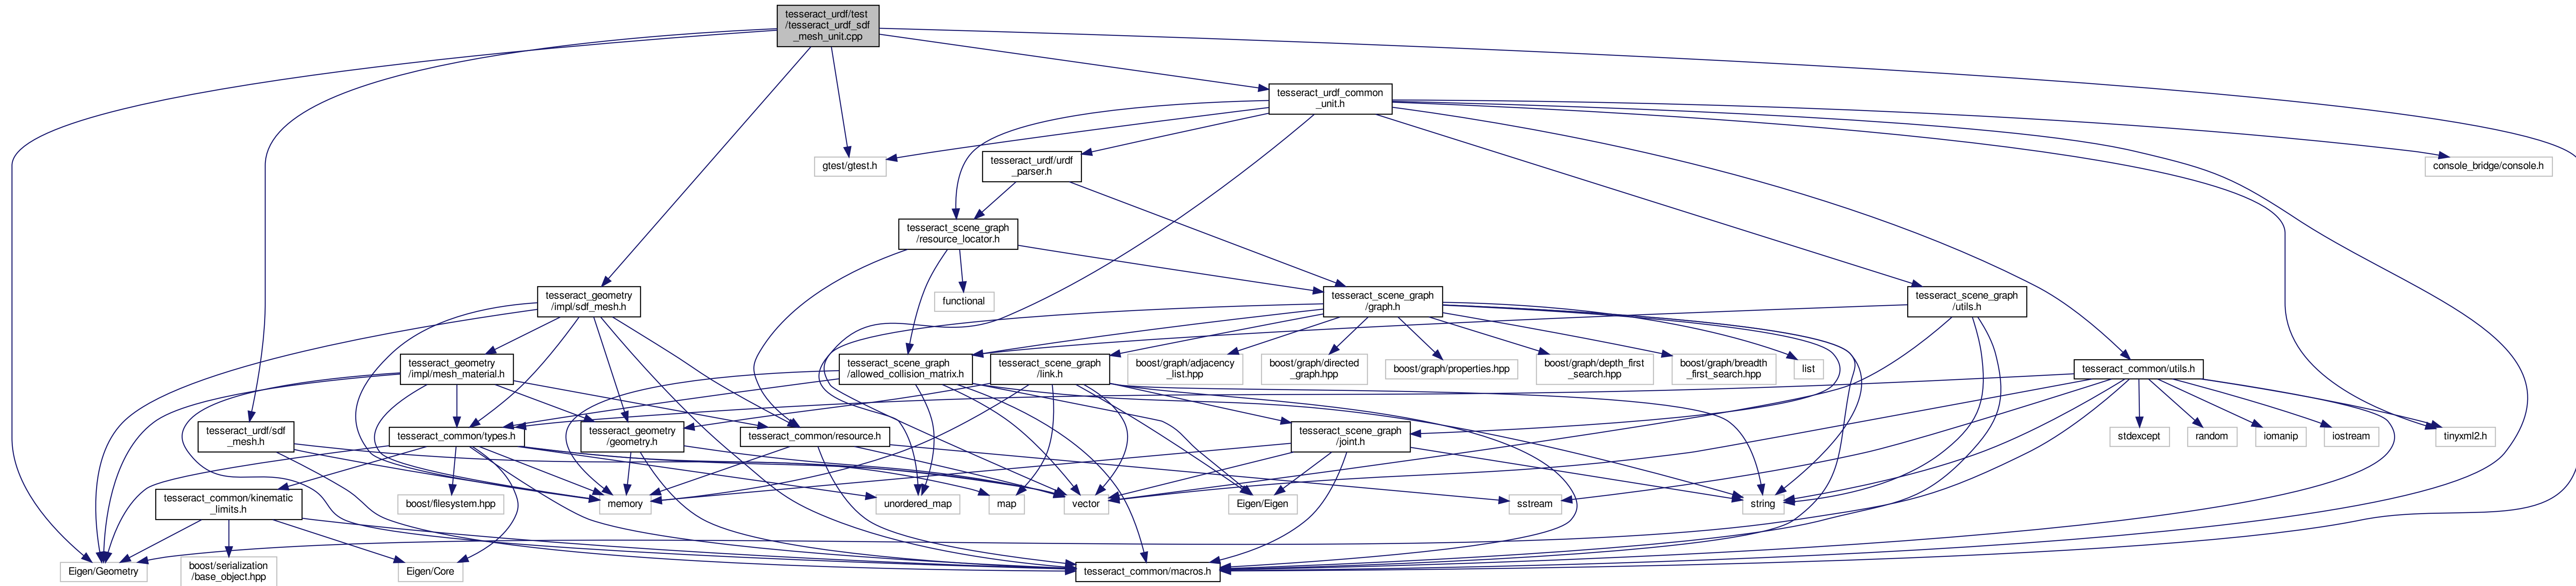 tesseract_urdf/test
/tesseract_urdf_sdf
_mesh_unit.cpp
tesseract_urdf_common
_unit.h
gtest/gtest.h
tesseract_urdf/urdf
_parser.h
console_bridge/console.h
tesseract_scene_graph
/resource_locator.h
tesseract_geometry
/impl/sdf_mesh.h
functional
tesseract_scene_graph
/graph.h
tesseract_scene_graph
/utils.h
tesseract_geometry
/impl/mesh_material.h
tesseract_scene_graph
/allowed_collision_matrix.h
tesseract_scene_graph
/link.h
boost/graph/adjacency
_list.hpp
boost/graph/directed
_graph.hpp
boost/graph/properties.hpp
boost/graph/depth_first
_search.hpp
boost/graph/breadth
_first_search.hpp
list
tesseract_common/utils.h
tesseract_urdf/sdf
_mesh.h
tesseract_common/types.h
tesseract_geometry
/geometry.h
tesseract_common/resource.h
tesseract_scene_graph
/joint.h
stdexcept
random
iomanip
iostream
tinyxml2.h
tesseract_common/kinematic
_limits.h
boost/filesystem.hpp
memory
unordered_map
map
vector
Eigen/Eigen
sstream
string
Eigen/Geometry
boost/serialization
/base_object.hpp
Eigen/Core
tesseract_common/macros.h